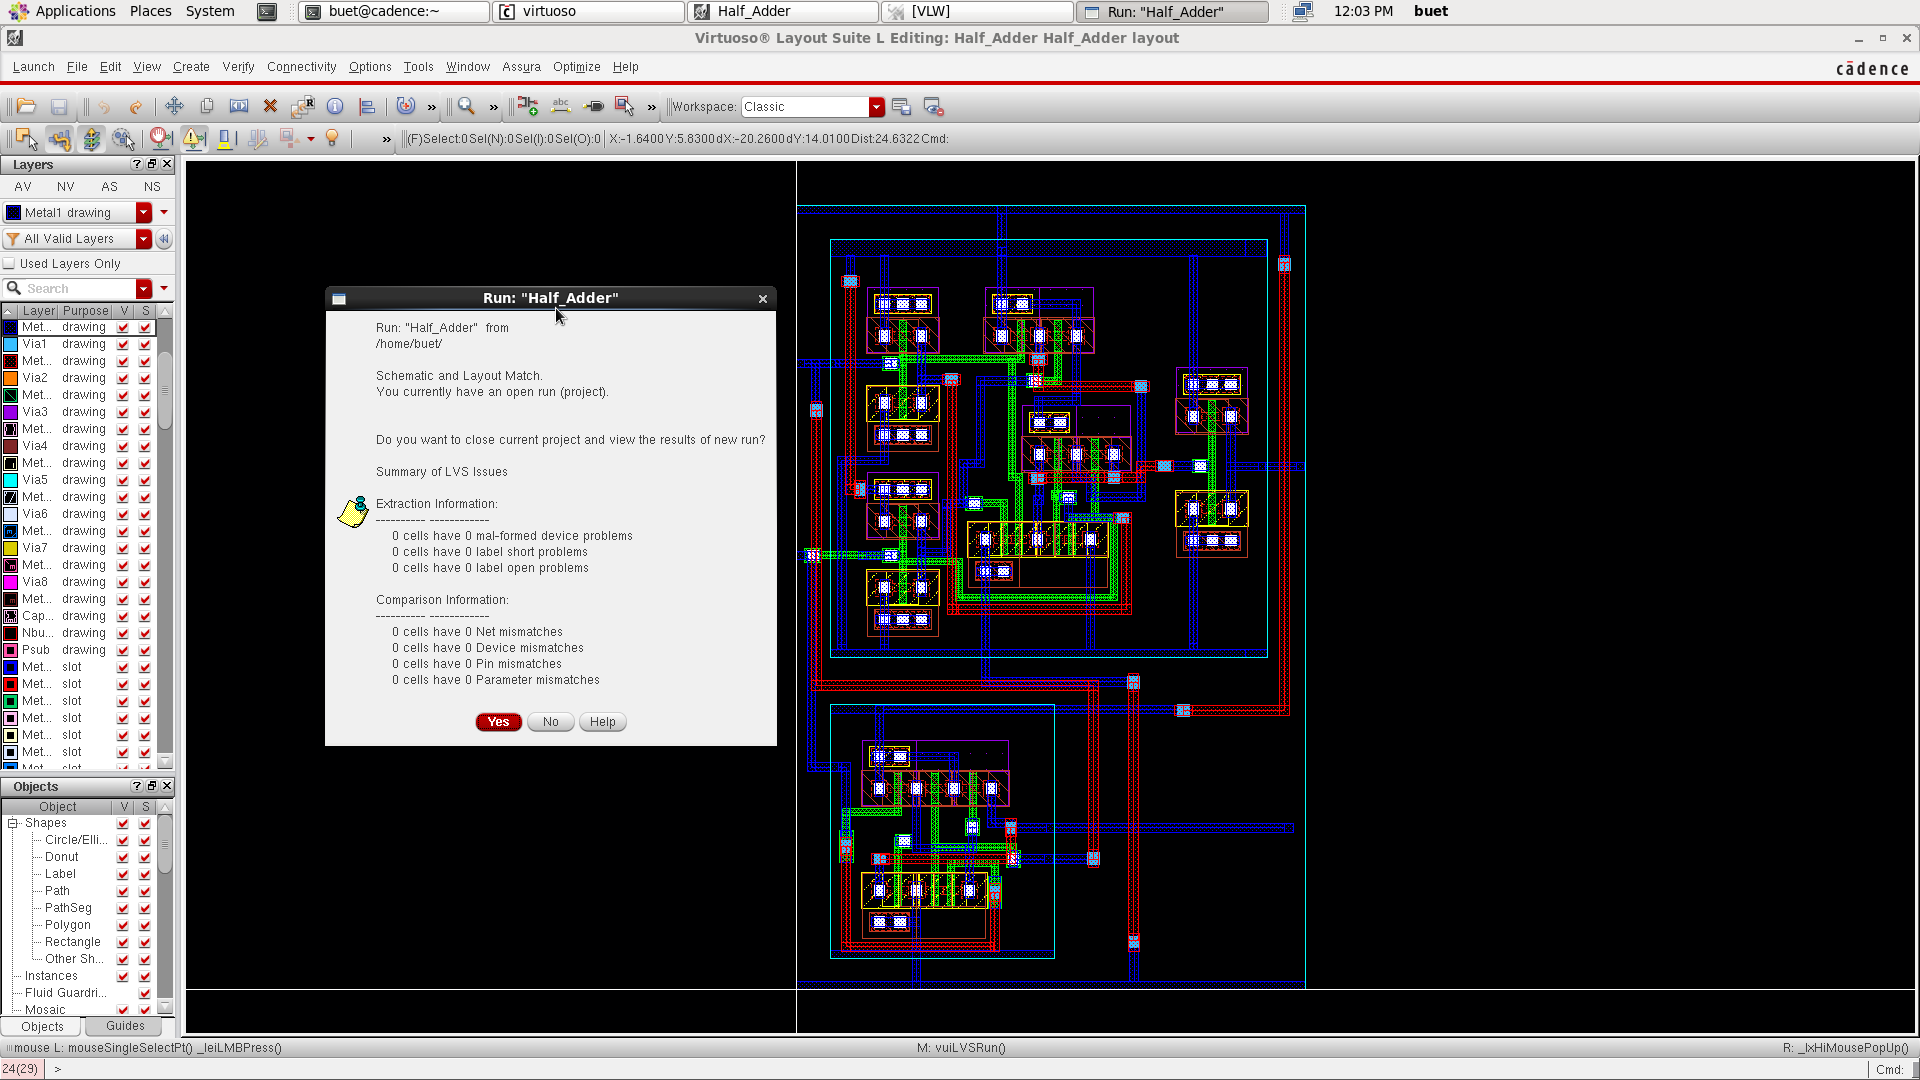 Applications Places System buet@cadence:~ virtuoso Half_Adder [VLW] Run: "Half_Adder" 12:03 PM buet
Virtuoso® Layout Suite L Editing: Half_Adder Half_Adder layout
Launch File Edit View Create Verify Connectivity Options Tools Window Assura Optimize Help cādence
» » abc » Workspace: Classic
» (F)Select:0 Sel(N):0 Sel(I):0 Sel(O):0 X:-1.6400 Y:5.8300 dX:-20.2600 dY:14.0100 Dist:24.6322 Cmd:
Layers
AV NV AS NS
Metal1 drawing
All Valid Layers
Used Layers Only
Search
Layer Purpose V S
Met... drawing
Via1 drawing
Met... drawing
Via2 drawing
Met... drawing
Via3 drawing
Met... drawing
Via4 drawing
Met... drawing
Via5 drawing
Met... drawing
Via6 drawing
Met... drawing
Via7 drawing
Met... drawing
Via8 drawing
Met... drawing
Cap... drawing
Nbu... drawing
Psub drawing
Met... slot
Met... slot
Met... slot
Met... slot
Met... slot
Met... slot
Met... slot
Objects
Object V S
Shapes
Circle/Elli...
Donut
Label
Path
PathSeg
Polygon
Rectangle
Other Sh...
Instances
Fluid Guardri...
Mosaic
Objects Guides
Run: "Half_Adder"
Run: "Half_Adder" from
/home/buet/
Schematic and Layout Match.
You currently have an open run (project).
Do you want to close current project and view the results of new run?
Summary of LVS Issues
Extraction Information:
---------- ------------
0 cells have 0 mal-formed device problems
0 cells have 0 label short problems
0 cells have 0 label open problems
Comparison Information:
---------- ------------
0 cells have 0 Net mismatches
0 cells have 0 Device mismatches
0 cells have 0 Pin mismatches
0 cells have 0 Parameter mismatches
Yes No Help
mouse L: mouseSingleSelectPt() _leiLMBPress() M: vuiLVSRun() R: _lxHiMousePopUp()
24(29) > Cmd: